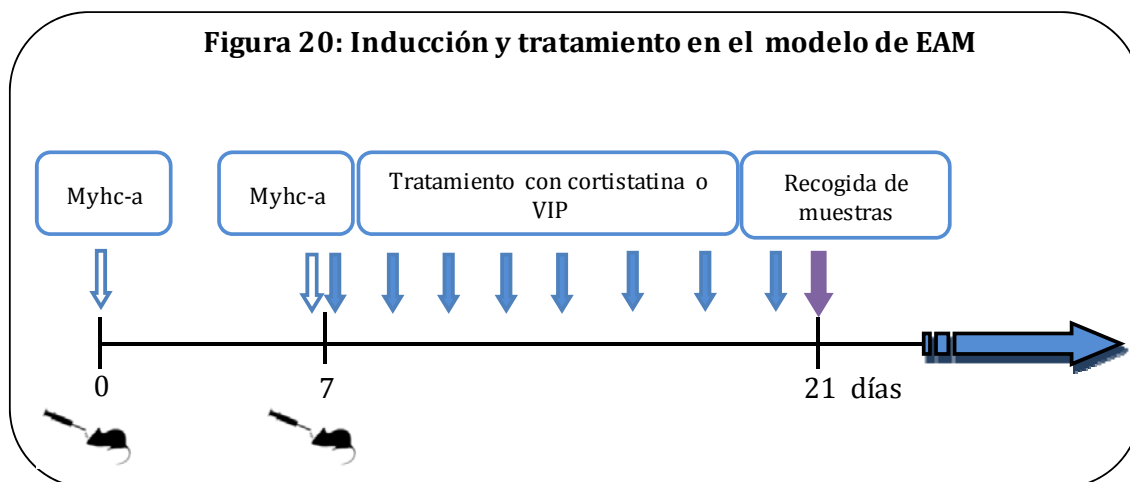 Figura 20: Inducción y tratamiento en el modelo de EAM
Myhc-a
Myhc-a
Tratamiento con cortistatina o
VIP
Recogida de
muestras
0
7
21 días